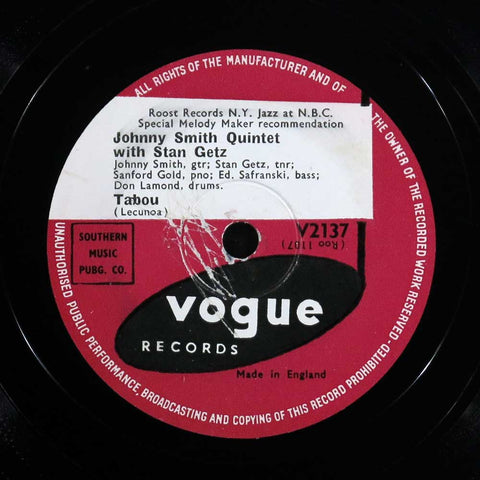 ALL RIGHTS OF THE MANUFACTURER AND OF THE OWNER OF THE RECORDED WORK RESERVED - UNAUTHORISED PUBLIC PERFORMANCE, BROADCASTING AND COPYING OF THIS RECORD PROHIBITED-
Roost Records N.Y. Jazz at N.B.C.
Special Melody Maker recommendation
Johnny Smith Quintet
with Stan Getz
Johnny Smith, gtr; Stan Getz, tnr;
Sanford Gold, pno; Ed. Safranski, bass;
Don Lamond, drums.
Tabou
(Lecunoa)
V2137
(Roo 1107)
SOUTHERN
MUSIC
PUBG. CO.
vogue
RECORDS
Made in England